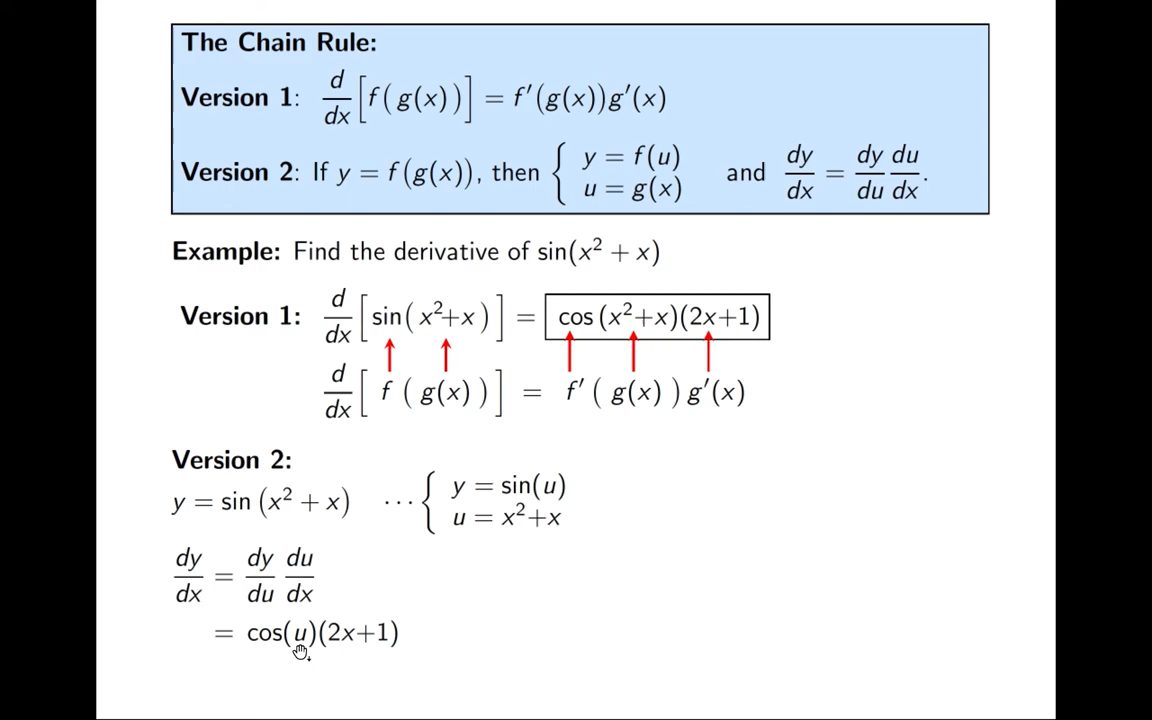 The Chain Rule:
Version 1: d/dx [f(g(x))] = f′(g(x))g′(x)
Version 2: If y = f(g(x)), then { y = f(u) u = g(x) and dy/dx = dy/du du/dx.
Example: Find the derivative of sin(x² + x)
Version 1: d/dx [sin(x²+x)] = cos(x²+x)(2x+1)
d/dx [f(g(x))] = f′(g(x))g′(x)
Version 2:
y = sin(x² + x) ⋯ { y = sin(u) u = x²+x
dy/dx = dy/du du/dx
= cos(u)(2x+1)